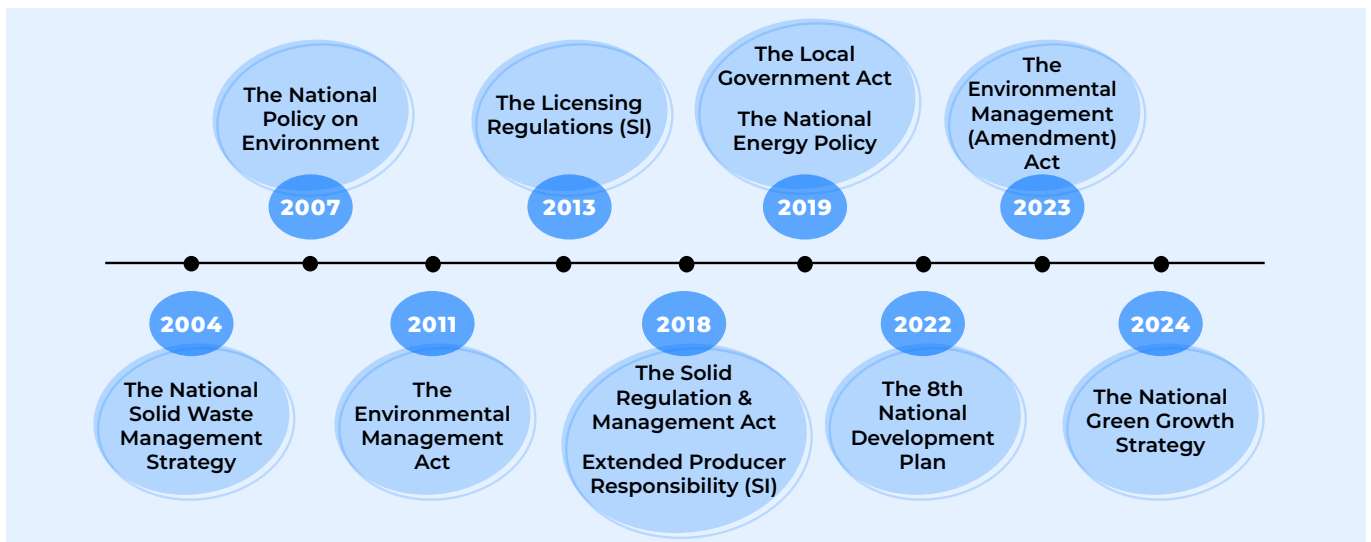 The National
Policy on
Environment
2007
The Licensing
Regulations (SI)
2013
The Local
Government Act
The National
Energy Policy
2019
The
Environmental
Management
(Amendment)
Act
2023
2004
The National
Solid Waste
Management
Strategy
2011
The
Environmental
Management
Act
2018
The Solid
Regulation &
Management Act
Extended Producer
Responsibility (SI)
2022
The 8th
National
Development
Plan
2024
The National
Green Growth
Strategy